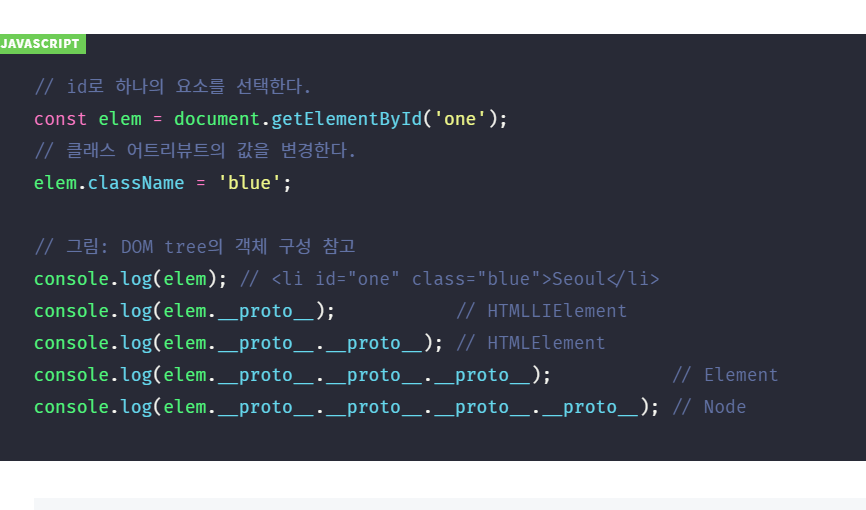 JAVASCRIPT
// id로 하나의 요소를 선택한다.
const elem = document.getElementById('one');
// 클래스 어트리뷰트의 값을 변경한다.
elem.className = 'blue';
// 그림: DOM tree의 객체 구성 참고
console.log(elem); // <li id="one" class="blue">Seoul</li>
console.log(elem.__proto__);           // HTMLLIElement
console.log(elem.__proto__.__proto__); // HTMLElement
console.log(elem.__proto__.__proto__.__proto__);           // Element
console.log(elem.__proto__.__proto__.__proto__.__proto__); // Node